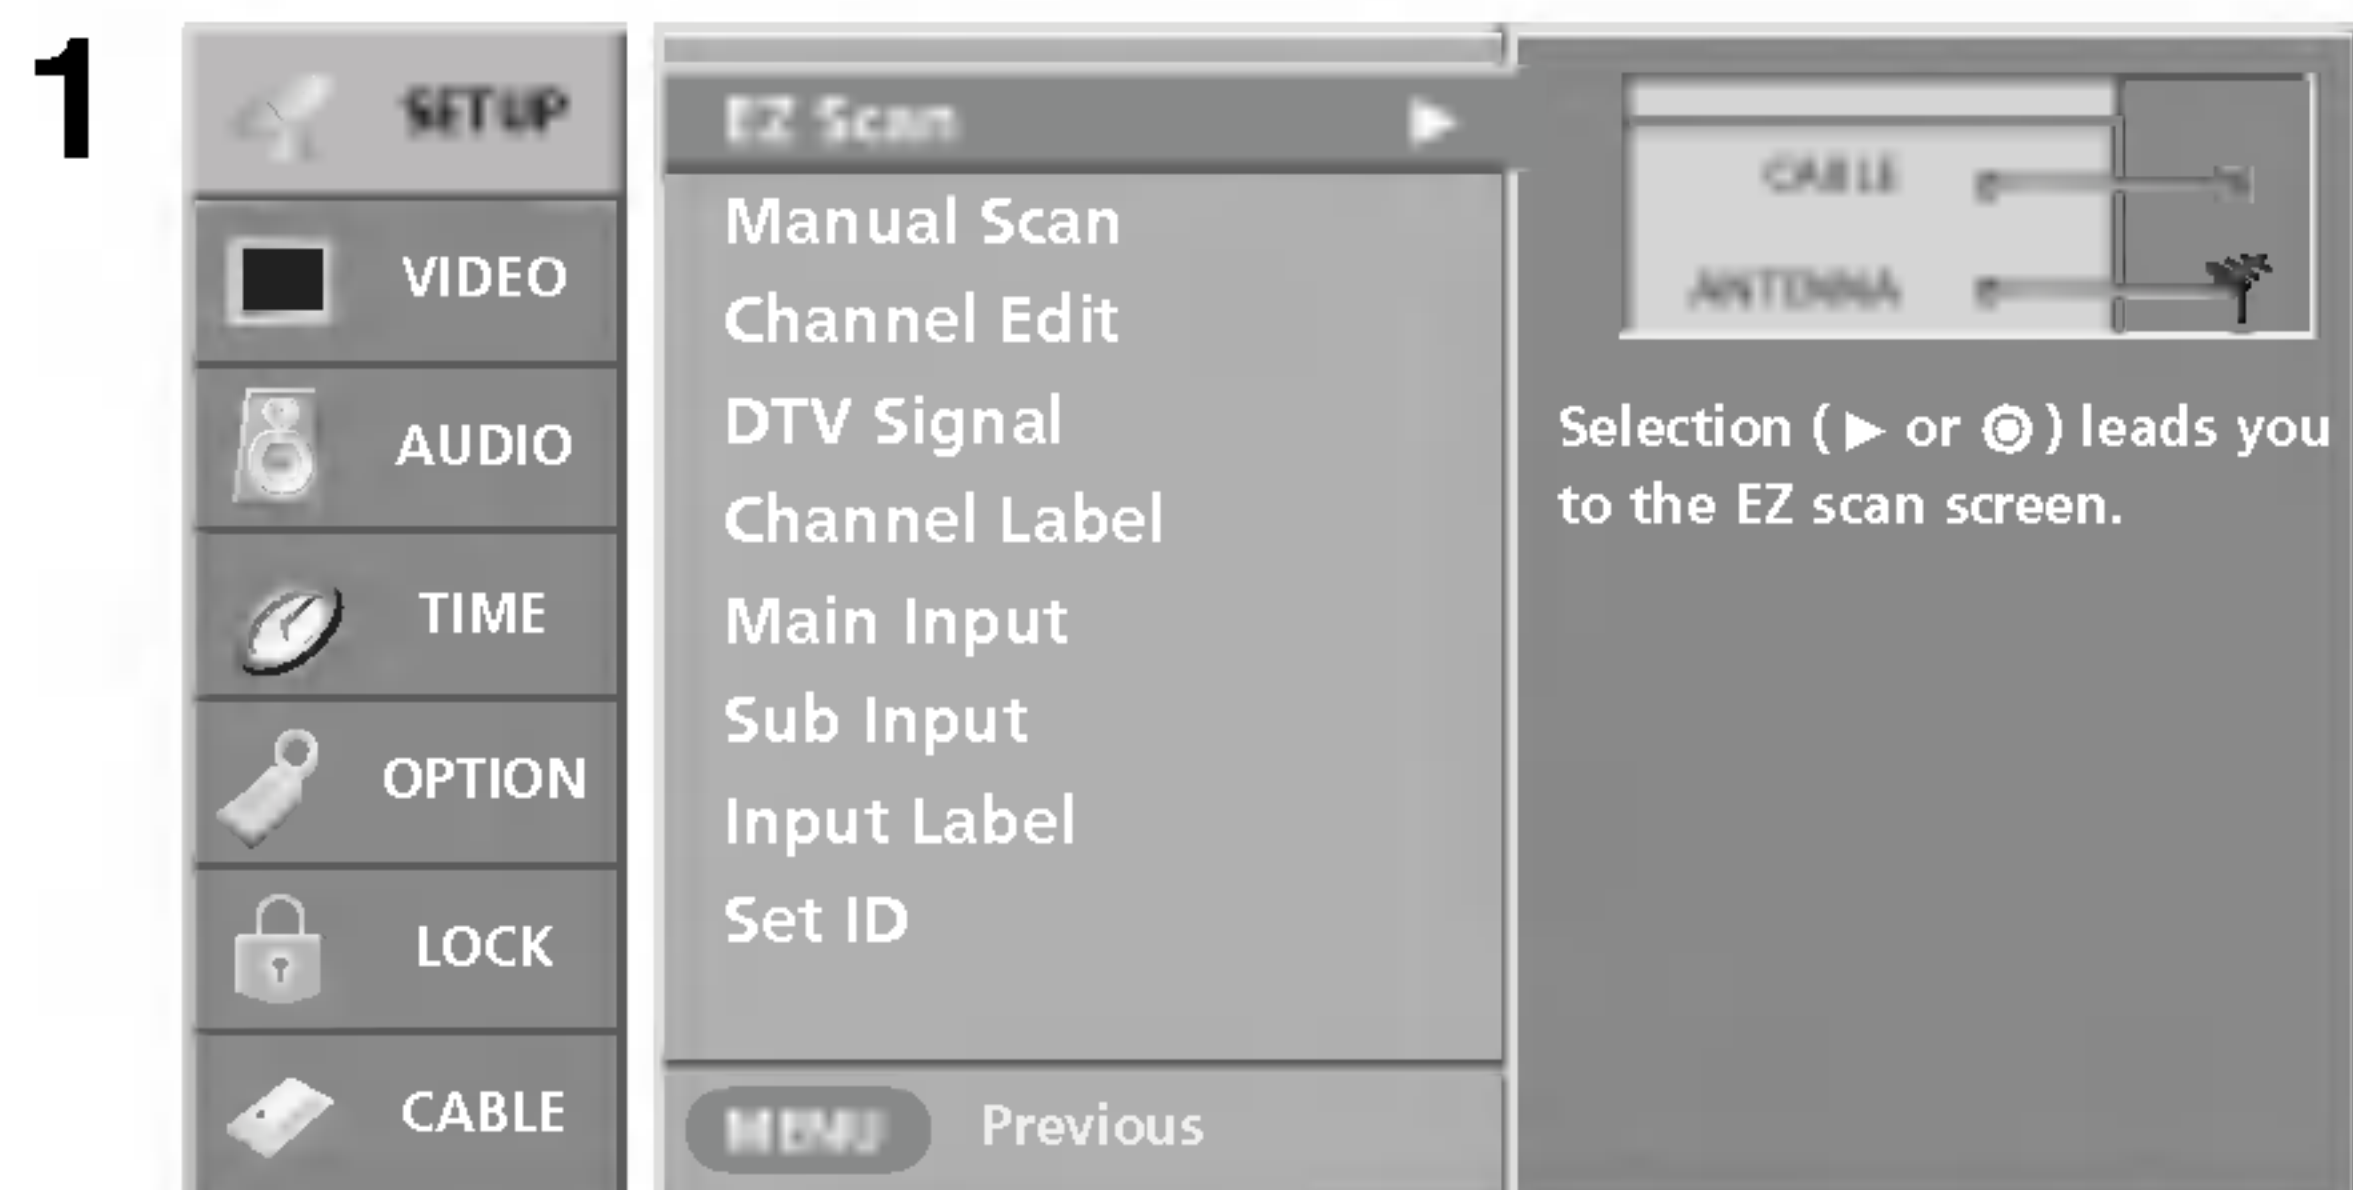 1
SETUP
VIDEO
AUDIO
TIME
OPTION
LOCK
CABLE
EZ Scan ▶
Manual Scan
Channel Edit
DTV Signal
Channel Label
Main Input
Sub Input
Input Label
Set ID
MENU Previous
CABLE
ANTENNA
Selection ( ▶ or ◉ ) leads you
to the EZ scan screen.